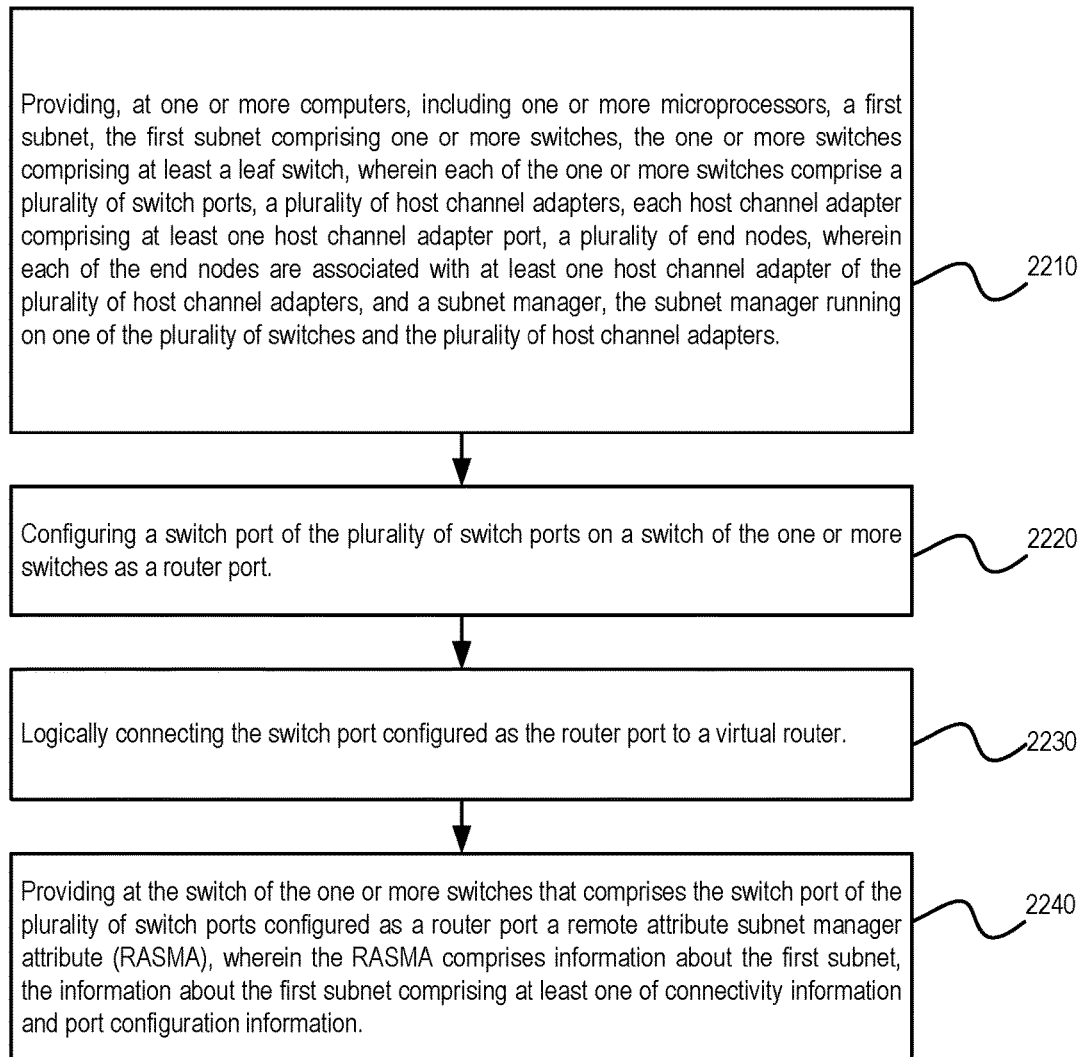 Providing, at one or more computers, including one or more microprocessors, a first
subnet, the first subnet comprising one or more switches, the one or more switches
comprising at least a leaf switch, wherein each of the one or more switches comprise a
plurality of switch ports, a plurality of host channel adapters, each host channel adapter
comprising at least one host channel adapter port, a plurality of end nodes, wherein
each of the end nodes are associated with at least one host channel adapter of the
plurality of host channel adapters, and a subnet manager, the subnet manager running
on one of the plurality of switches and the plurality of host channel adapters.
2210
Configuring a switch port of the plurality of switch ports on a switch of the one or more
switches as a router port.
2220
Logically connecting the switch port configured as the router port to a virtual router.
2230
Providing at the switch of the one or more switches that comprises the switch port of the
plurality of switch ports configured as a router port a remote attribute subnet manager
attribute (RASMA), wherein the RASMA comprises information about the first subnet,
the information about the first subnet comprising at least one of connectivity information
and port configuration information.
2240